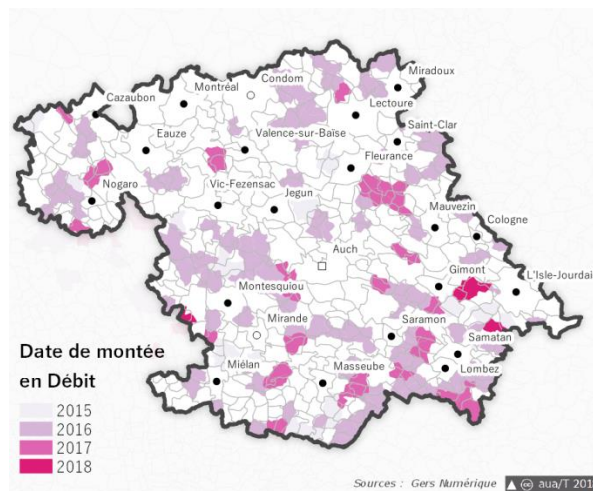 Miradoux
Condom
Montréal
Cazaubon
Lectoure
Saint-Clar
Eauze
Valence-sur-Baïse
Fleurance
Nogaro
Vic-Fezensac
Jegun
Mauvezin
Cologne
Auch
Gimont
L'Isle-Jourdai
Montesquiou
Mirande
Saramon
Samatan
Date de montée
en Débit
Miélan
Masseube
Lombez
2015
2016
2017
2018
Sources : Gers Numérique
cc aua/T 201